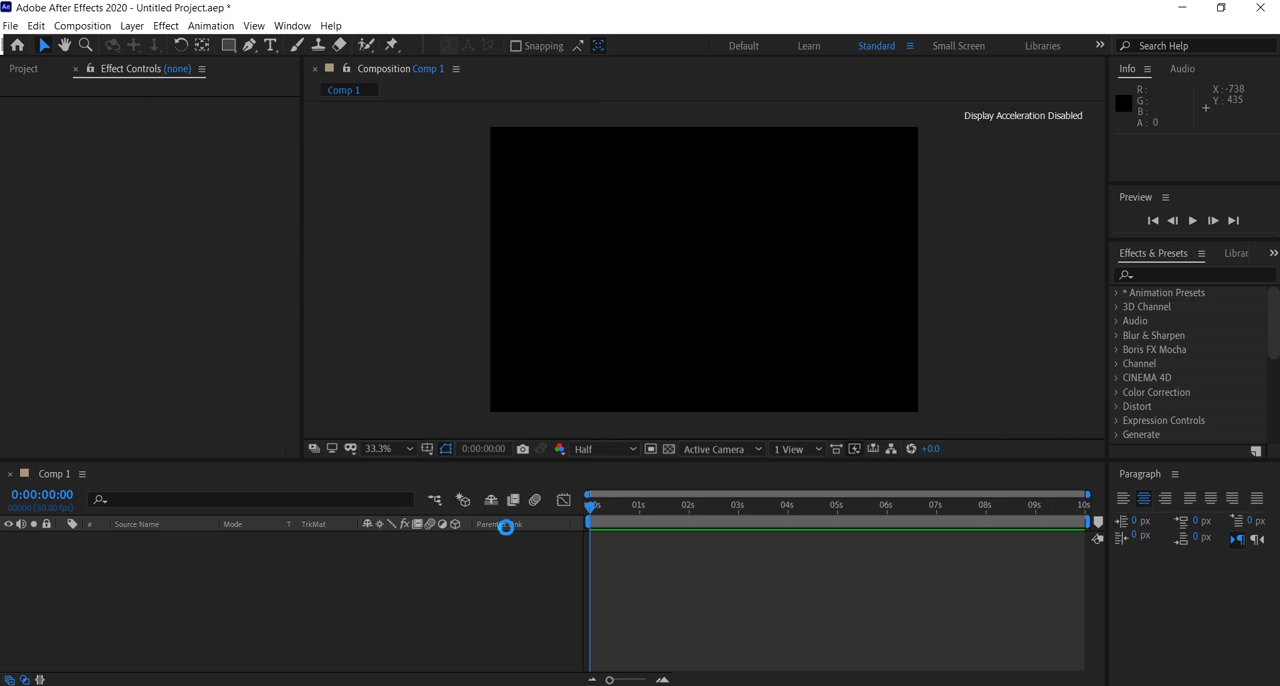 Adobe After Effects 2020 - Untitled Project.aep *
File Edit Composition Layer Effect Animation View Window Help
Snapping Default Learn Standard Small Screen Libraries Search Help
Project Effect Controls (none) Composition Comp 1 Info Audio
Comp 1
R: X: -738
G: Y: 435
B:
A: 0
Display Acceleration Disabled
Preview
Effects & Presets Librar
* Animation Presets
3D Channel
Audio
Blur & Sharpen
Boris FX Mocha
Channel
CINEMA 4D
Color Correction
Distort
Expression Controls
Generate
33.3% 0:00:00:00 Half Active Camera 1 View +0.0
Comp 1 Paragraph
0:00:00:00
00000 (30.00 fps)
01s 02s 03s 04s 05s 06s 07s 08s 09s 10s
# Source Name Mode T TrkMat
0 px 0 px 0 px
0 px 0 px